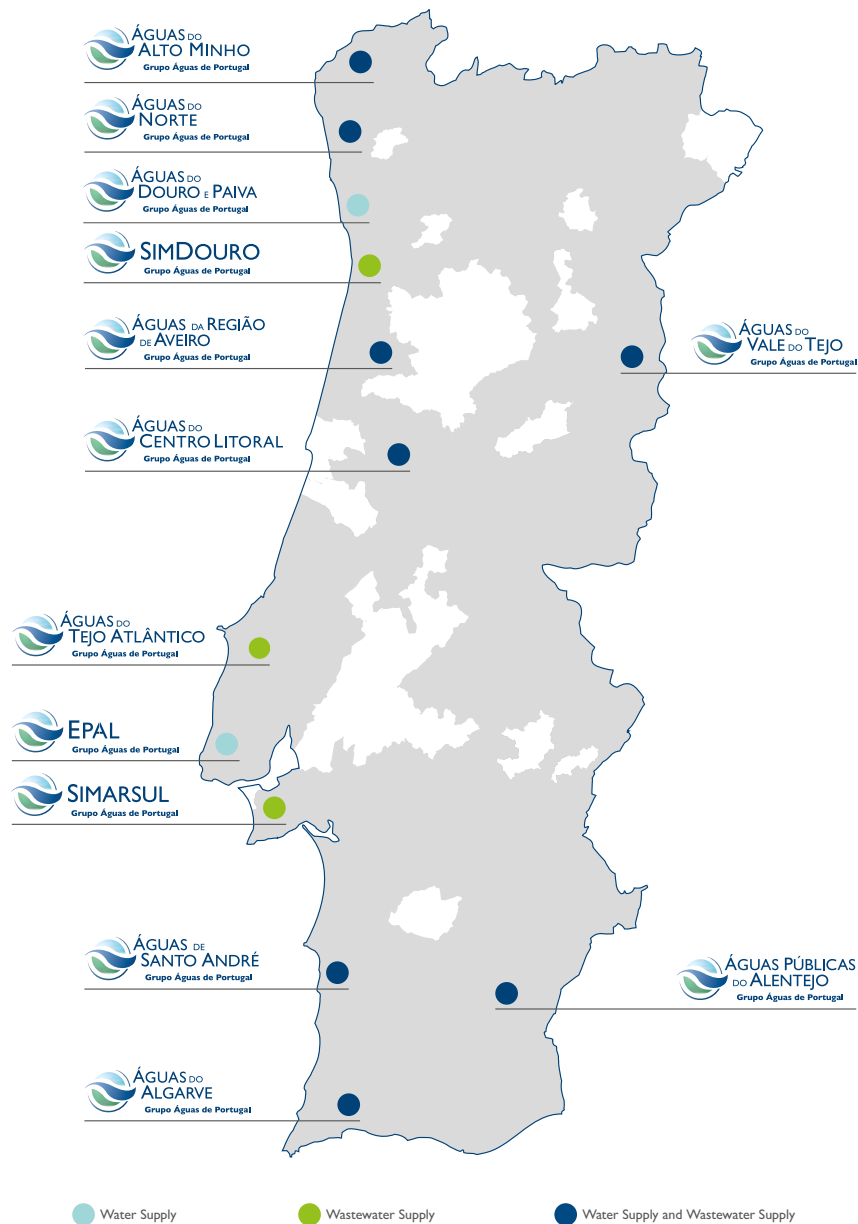 ÁGUAS DO
ALTO MINHO
Grupo Águas de Portugal
ÁGUAS DO
NORTE
Grupo Águas de Portugal
ÁGUAS DO
DOURO E PAIVA
Grupo Águas de Portugal
SIMDOURO
Grupo Águas de Portugal
ÁGUAS DA REGIÃO
DE AVEIRO
Grupo Águas de Portugal
ÁGUAS DO
VALE DO TEJO
Grupo Águas de Portugal
ÁGUAS DO
CENTRO LITORAL
Grupo Águas de Portugal
ÁGUAS DO
TEJO ATLÂNTICO
Grupo Águas de Portugal
EPAL
Grupo Águas de Portugal
SIMARSUL
Grupo Águas de Portugal
ÁGUAS DE
SANTO ANDRÉ
Grupo Águas de Portugal
ÁGUAS PÚBLICAS
DO ALENTEJO
Grupo Águas de Portugal
ÁGUAS DO
ALGARVE
Grupo Águas de Portugal
Water Supply
Wastewater Supply
Water Supply and Wastewater Supply